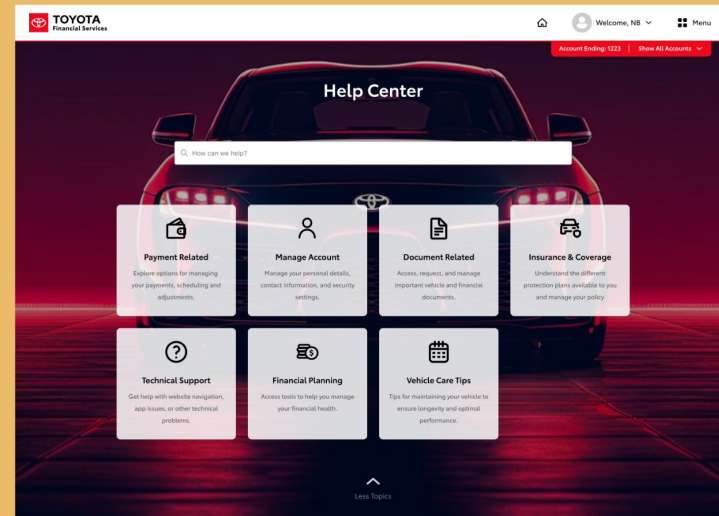 TOYOTA
Financial Services
Welcome, NB
Menu
Account Ending: 1223 | Show All Accounts
Help Center
How can we help?
Payment Related
Explore options for managing
your payments, scheduling and
adjustments.
Manage Account
Manage your personal details,
contact information, and security
settings.
Document Related
Access, request, and manage
important vehicle and financial
documents.
Insurance & Coverage
Understand the different
protection plans available to you
and manage your policy
Technical Support
Get help with website navigation,
app issues, or other technical
problems.
Financial Planning
Access tools to help you manage
your financial health.
Vehicle Care Tips
Tips for maintaining your vehicle to
ensure longevity and optimal
performance.
Less Topics